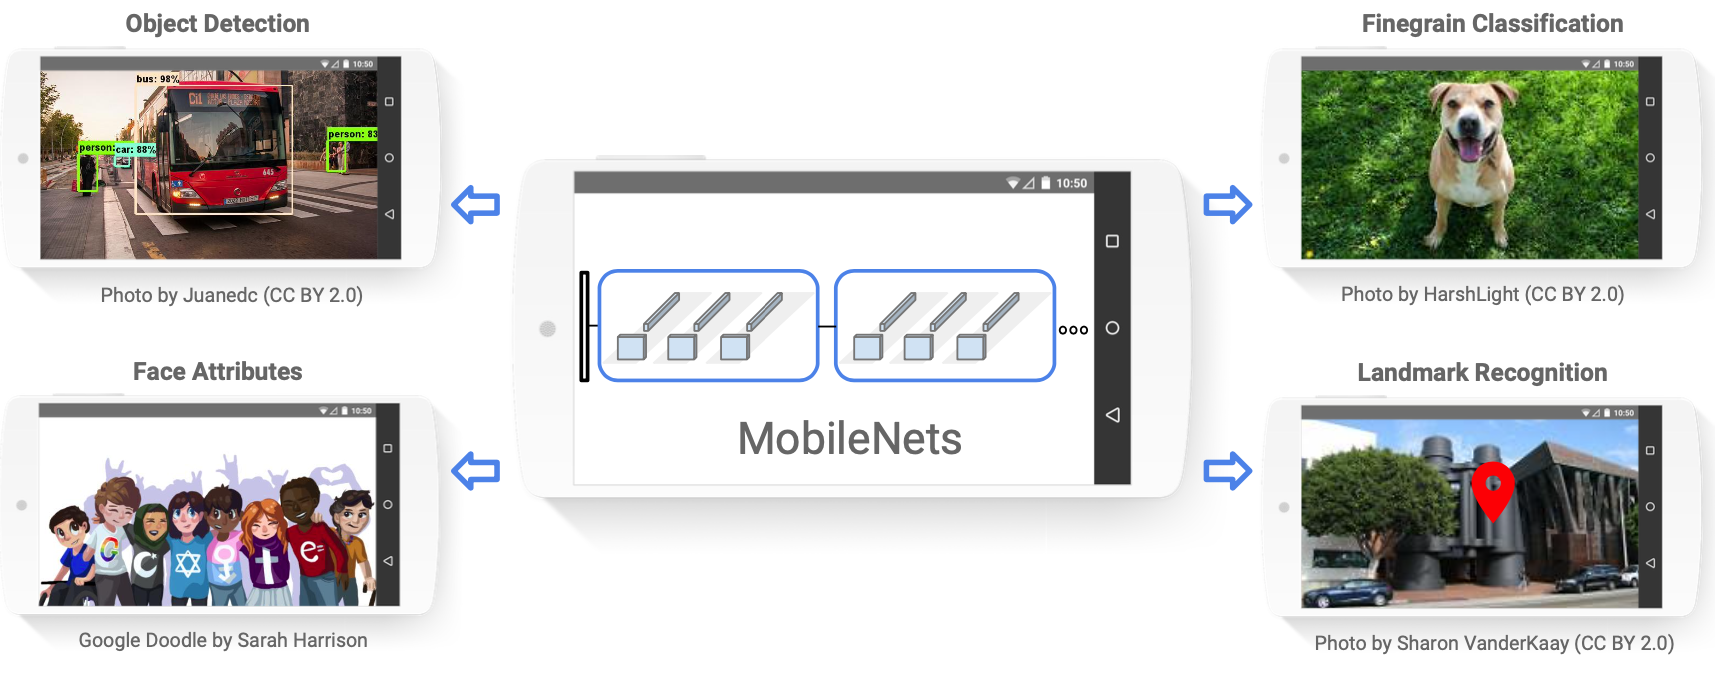 Object Detection
10:50
bus: 98%
Ci1
person:
car: 88%
person: 83
645
Photo by Juanedc (CC BY 2.0)
Face Attributes
10:50
G
e=
Google Doodle by Sarah Harrison
10:50
MobileNets
Finegrain Classification
10:50
Photo by HarshLight (CC BY 2.0)
Landmark Recognition
10:50
Photo by Sharon VanderKaay (CC BY 2.0)